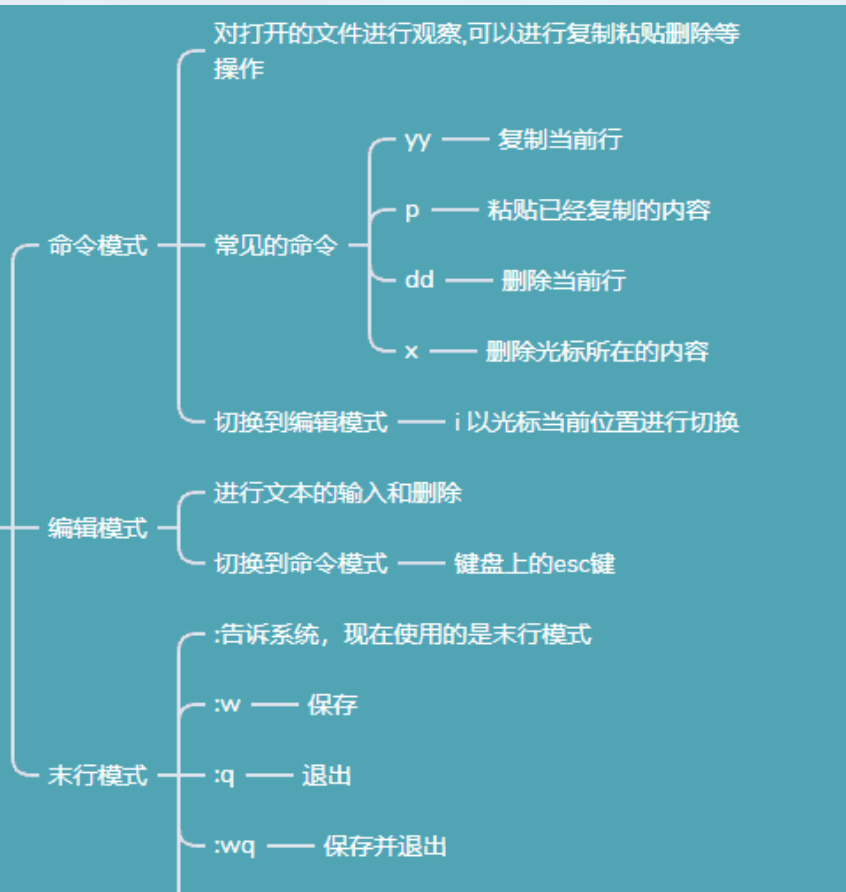 对打开的文件进行观察,可以进行复制粘贴删除等
操作
yy 复制当前行
p 粘贴已经复制的内容
命令模式 常见的命令
dd 删除当前行
x 删除光标所在的内容
切换到编辑模式 i 以光标当前位置进行切换
进行文本的输入和删除
编辑模式
切换到命令模式 键盘上的esc键
:告诉系统，现在使用的是末行模式
:w 保存
末行模式 :q 退出
:wq 保存并退出